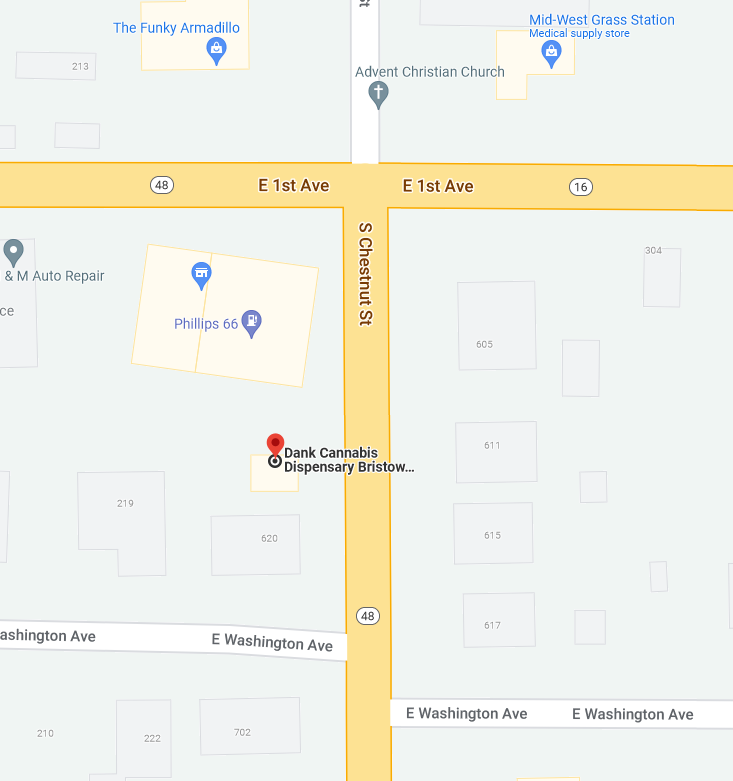 Mid-West Grass Station
Medical supply store
The Funky Armadillo
213
Advent Christian Church
48
E 1st Ave
E 1st Ave
16
S Chestnut St
304
& M Auto Repair
ce
Phillips 66
605
Dank Cannabis
Dispensary Bristow...
611
219
620
615
48
617
ashington Ave
E Washington Ave
E Washington Ave
E Washington Ave
210
222
702